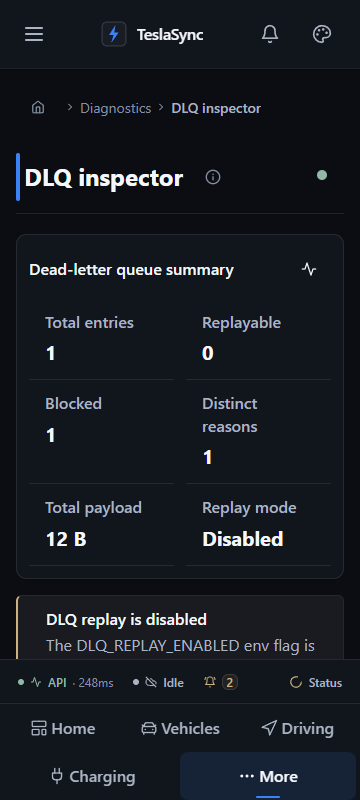 TeslaSync
Diagnostics
DLQ inspector
DLQ inspector
Dead-letter queue summary
Total entries
1
Replayable
0
Blocked
1
Distinct
reasons
1
Total payload
12 B
Replay mode
Disabled
DLQ replay is disabled
The DLQ_REPLAY_ENABLED env flag is
API · 248ms
Idle
2
Status
Home
Vehicles
Driving
Charging
More